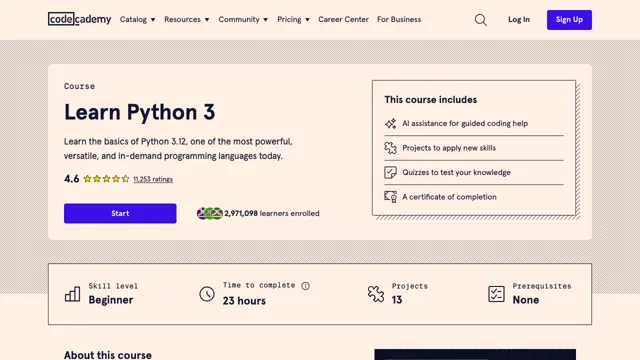 codecademy Catalog Resources Community Pricing Career Center For Business Log In Sign Up
Course
Learn Python 3
Learn the basics of Python 3.12, one of the most powerful,
versatile, and in-demand programming languages today.
4.6 11,253 ratings
Start 2,971,098 learners enrolled
This course includes
AI assistance for guided coding help
Projects to apply new skills
Quizzes to test your knowledge
A certificate of completion
Skill level
Beginner
Time to complete
23 hours
Projects
13
Prerequisites
None
About this course